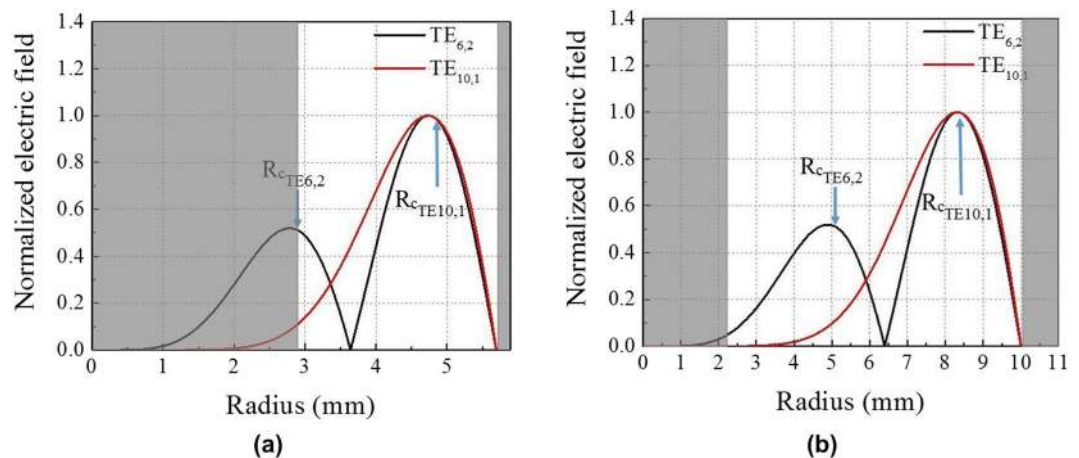 1.4
1.2
1.0
0.8
0.6
0.4
0.2
0.0
Normalized electric field
TE6,2
TE10,1
RcTE6,2
RcTE10,1
0 1 2 3 4 5
Radius (mm)
(a)
1.4
1.2
1.0
0.8
0.6
0.4
0.2
0.0
Normalized electric field
TE6,2
TE10,1
RcTE6,2
RcTE10,1
0 1 2 3 4 5 6 7 8 9 10 11
Radius (mm)
(b)